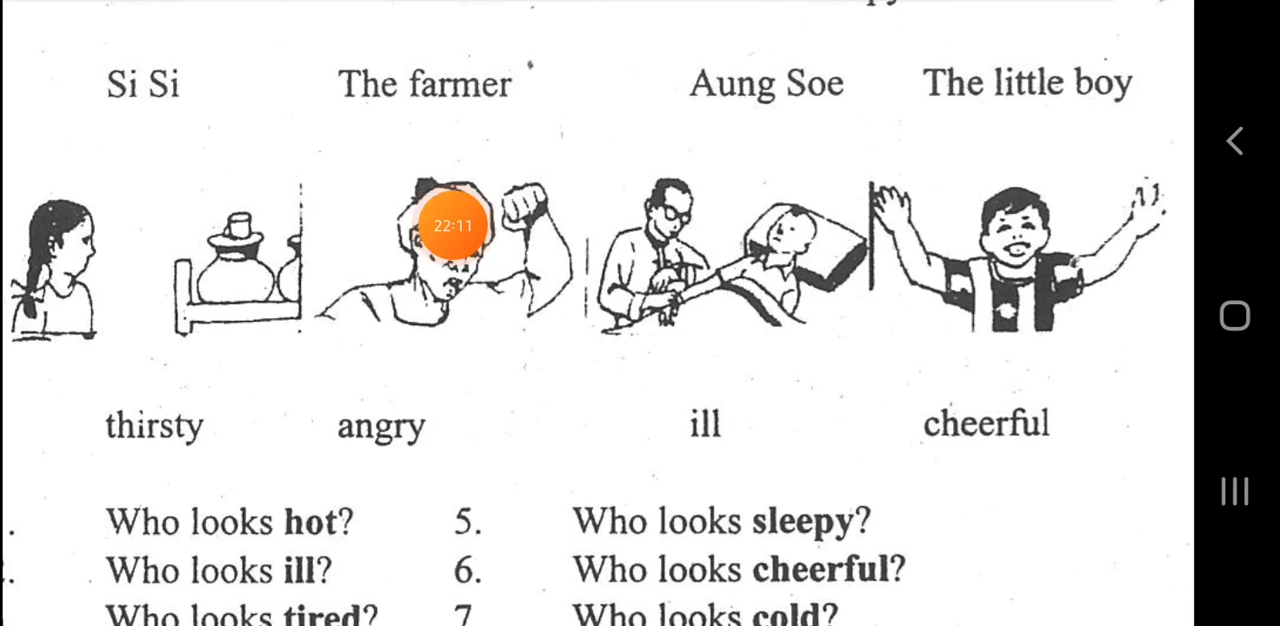 Si Si The farmer Aung Soe The little boy
22:11
thirsty angry ill cheerful
. Who looks hot? 5. Who looks sleepy?
. Who looks ill? 6. Who looks cheerful?
Who looks tired? 7 Who looks cold?